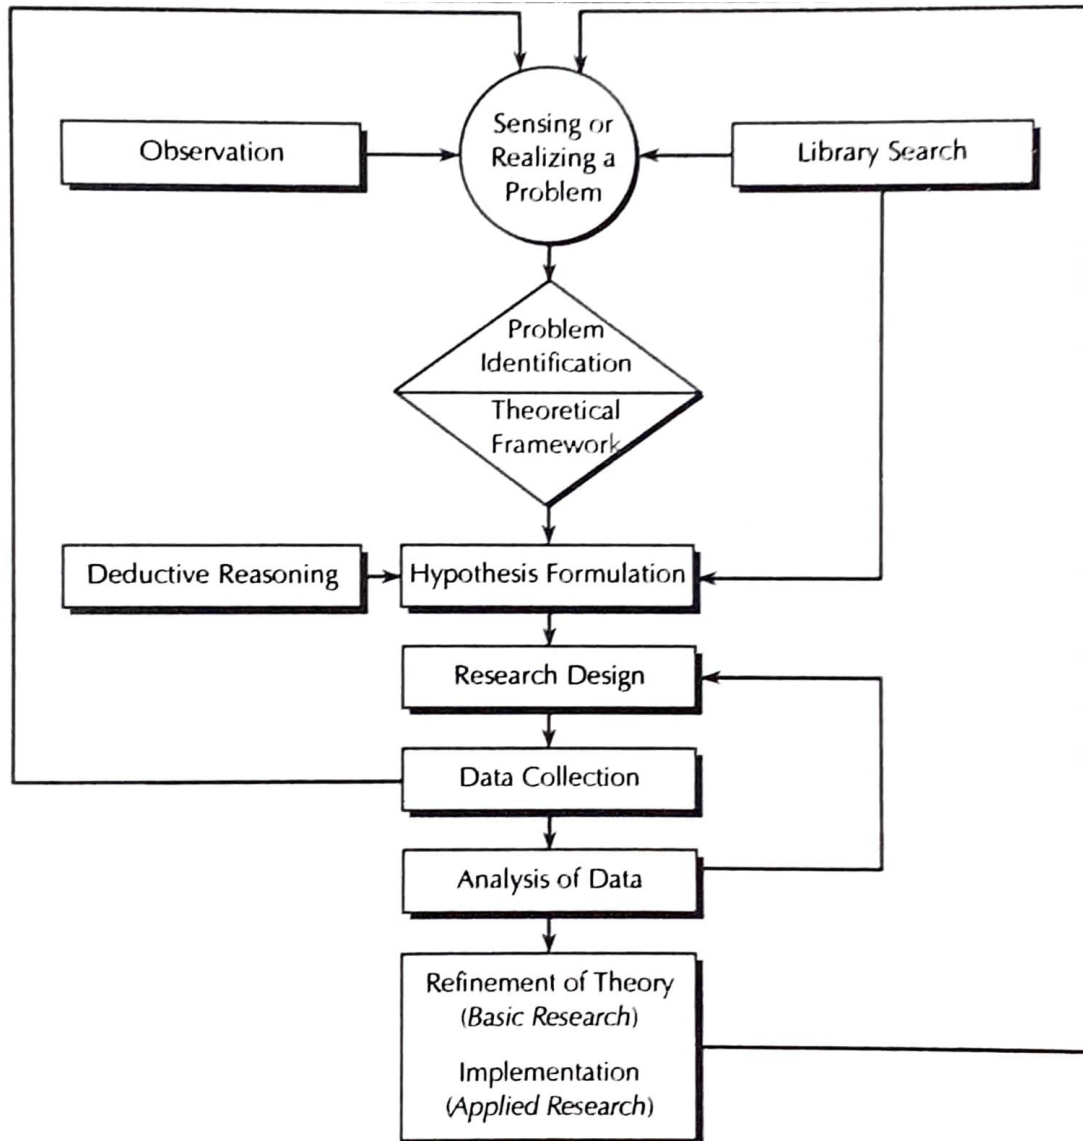 Sensing or
Realizing a
Problem
Observation
Library Search
Problem
Identification
Theoretical
Framework
Deductive Reasoning
Hypothesis Formulation
Research Design
Data Collection
Analysis of Data
Refinement of Theory
(Basic Research)
Implementation
(Applied Research)